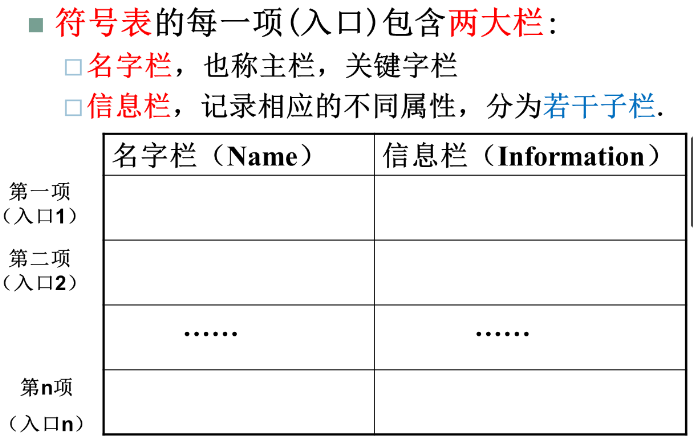 符号表的每一项(入口)包含两大栏:
名字栏，也称主栏，关键字栏
信息栏，记录相应的不同属性，分为若干子栏.
名字栏（Name） 信息栏（Information）
第一项
（入口1）
第二项
（入口2）
…… ……
第n项
（入口n）